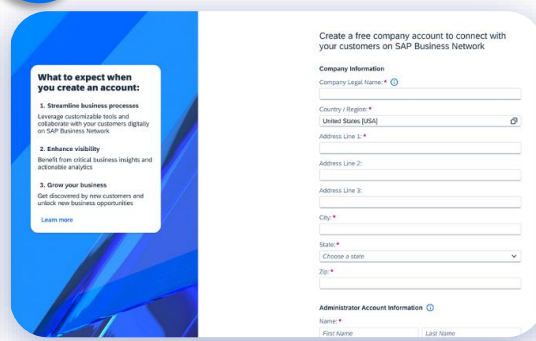 What to expect when
you create an account:
1. Streamline business processes
Leverage customizable tools and
collaborate with your customers digitally
on SAP Business Network
2. Enhance visibility
Benefit from critical business insights and
actionable analytics
3. Grow your business
Get discovered by new customers and
unlock new business opportunities
Learn more
Create a free company account to connect with
your customers on SAP Business Network
Company Information
Company Legal Name: *
Country / Region: *
United States [USA]
Address Line 1: *
Address Line 2:
Address Line 3:
City: *
State: *
Choose a state
Zip: *
Administrator Account Information
Name: *
First Name Last Name